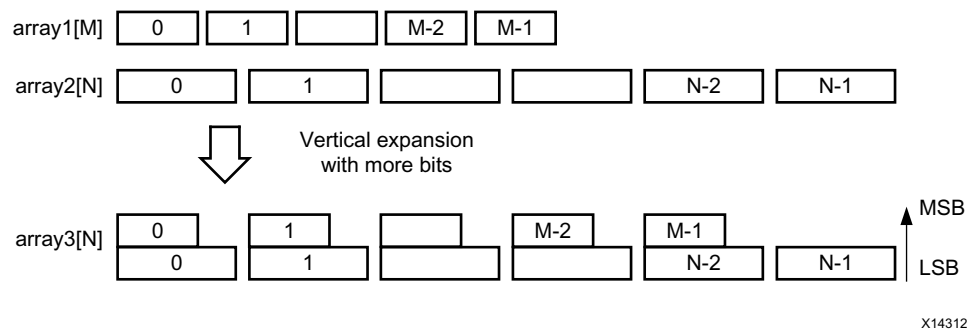 array1[M] 0 1 M-2 M-1
array2[N] 0 1 N-2 N-1
Vertical expansion
with more bits
MSB
array3[N] 0 1 M-2 M-1
0 1 N-2 N-1
LSB
X14312